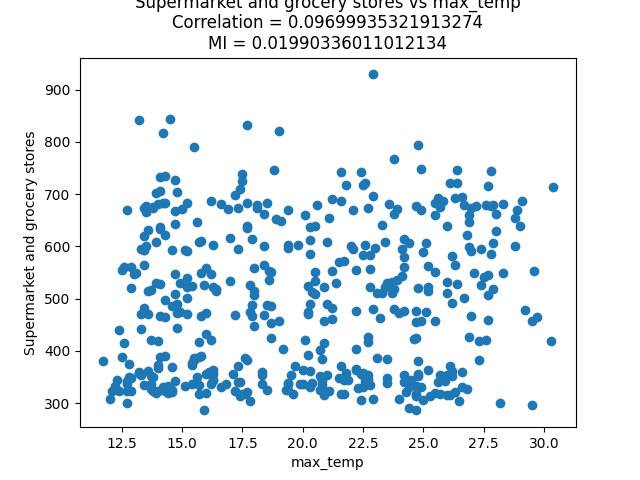 Supermarket and grocery stores vs max_temp
Correlation = 0.09699935321913274
MI = 0.01990336011012134
900
800
700
600
500
400
300
Supermarket and grocery stores
12.5 15.0 17.5 20.0 22.5 25.0 27.5 30.0
max_temp